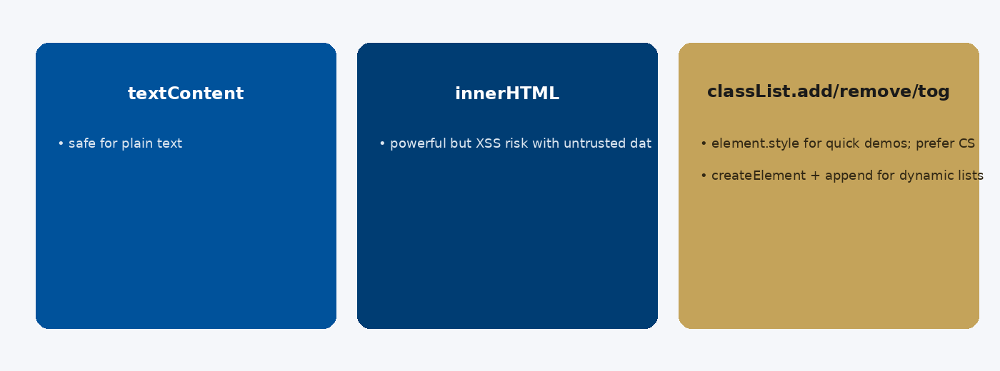 textContent
• safe for plain text
innerHTML
• powerful but XSS risk with untrusted dat
classList.add/remove/tog
• element.style for quick demos; prefer CS
• createElement + append for dynamic lists